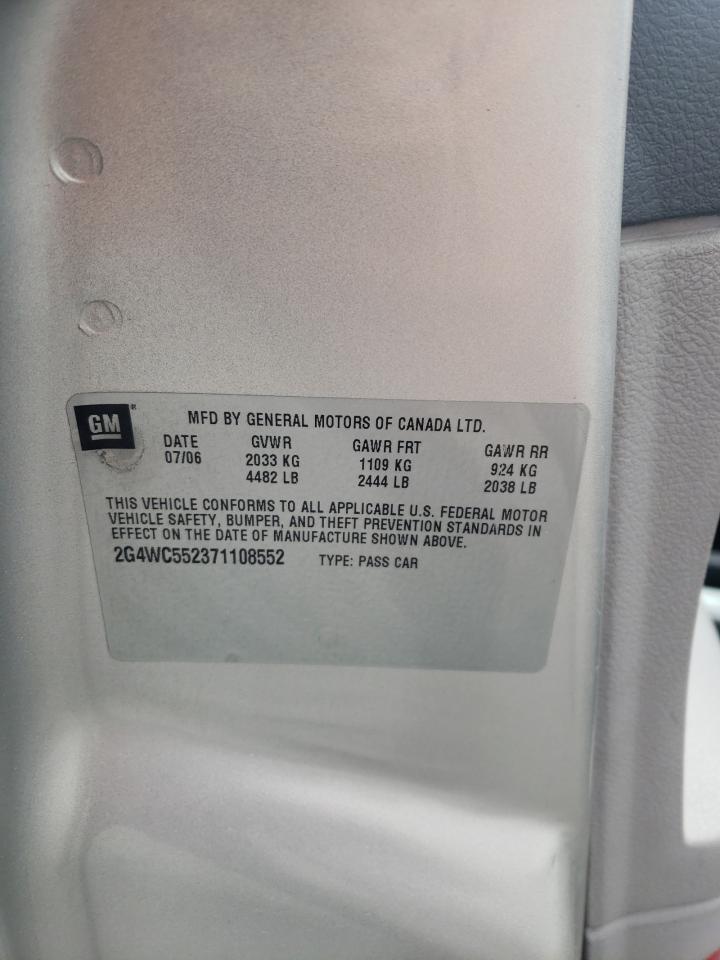 GM
MFD BY GENERAL MOTORS OF CANADA LTD.
DATE GVWR GAWR FRT GAWR RR
07/06 2033 KG 1109 KG 924 KG
4482 LB 2444 LB 2038 LB
THIS VEHICLE CONFORMS TO ALL APPLICABLE U.S. FEDERAL MOTOR
VEHICLE SAFETY, BUMPER, AND THEFT PREVENTION STANDARDS IN
EFFECT ON THE DATE OF MANUFACTURE SHOWN ABOVE.
2G4WC552371108552 TYPE: PASS CAR